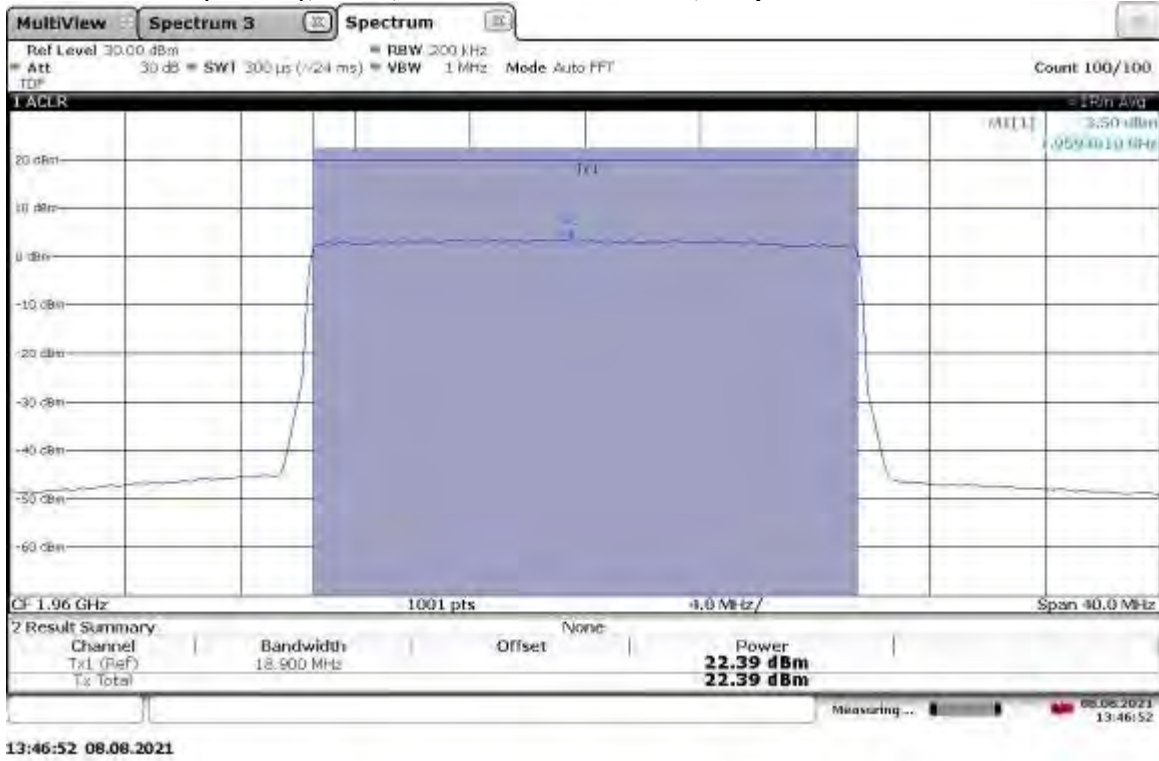 MultiView Spectrum 3 Spectrum
Ref Level 30.00 dBm RBW 200 kHz
Att 30 dB SWT 300 µs (~24 ms) VBW 1 MHz Mode Auto FFT Count 100/100
TDF
1 ACLR 1Rm Avg
M1[1] 3.50 dBm
Tx1
20 dBm
10 dBm
0 dBm
-10 dBm
-20 dBm
-30 dBm
-40 dBm
-50 dBm
-60 dBm
CF 1.96 GHz 1001 pts 4.0 MHz/ Span 40.0 MHz
2 Result Summary None
Channel Bandwidth Offset Power
Tx1 (Ref) 18.900 MHz 22.39 dBm
Tx Total 22.39 dBm
Measuring... 08.08.2021
13:46:52
13:46:52 08.08.2021